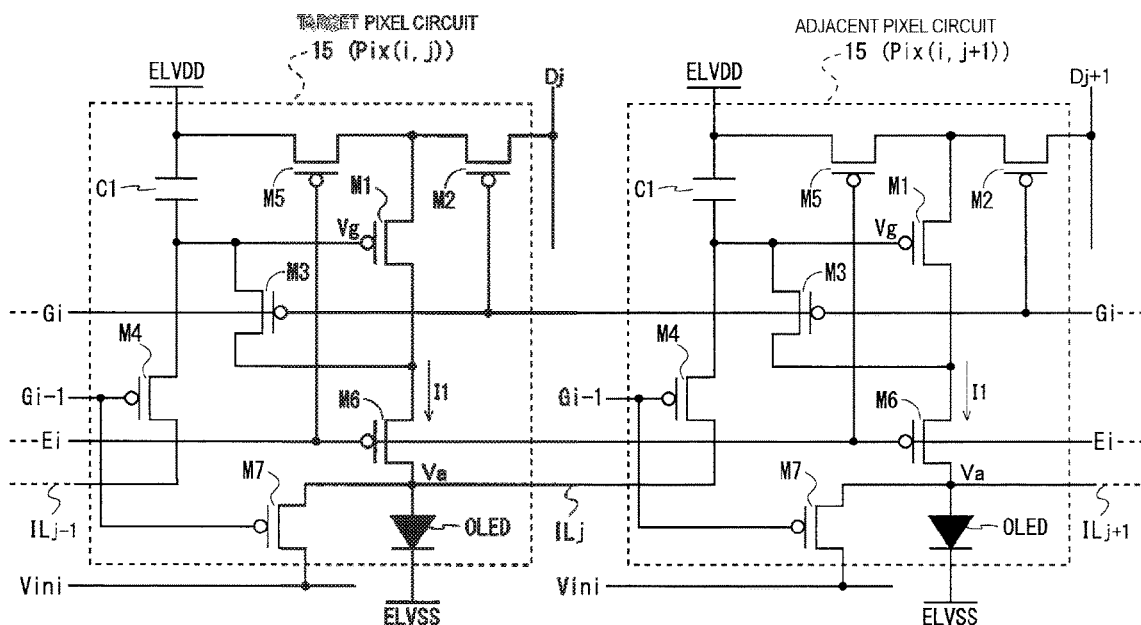 TARGET PIXEL CIRCUIT
15 (Pix(i, j))
ADJACENT PIXEL CIRCUIT
15 (Pix(i, j+1))
ELVDD
Dj
ELVDD
Dj+1
C1
M5
M1
M2
C1
M5
M1
M2
Vg
Vg
M3
M3
Gi
Gi
M4
M4
Gi-1
I1
Gi-1
I1
M6
M6
Ei
Ei
M7
Va
M7
Va
ILj-1
OLED
ILj
OLED
ILj+1
Vini
Vini
ELVSS
ELVSS